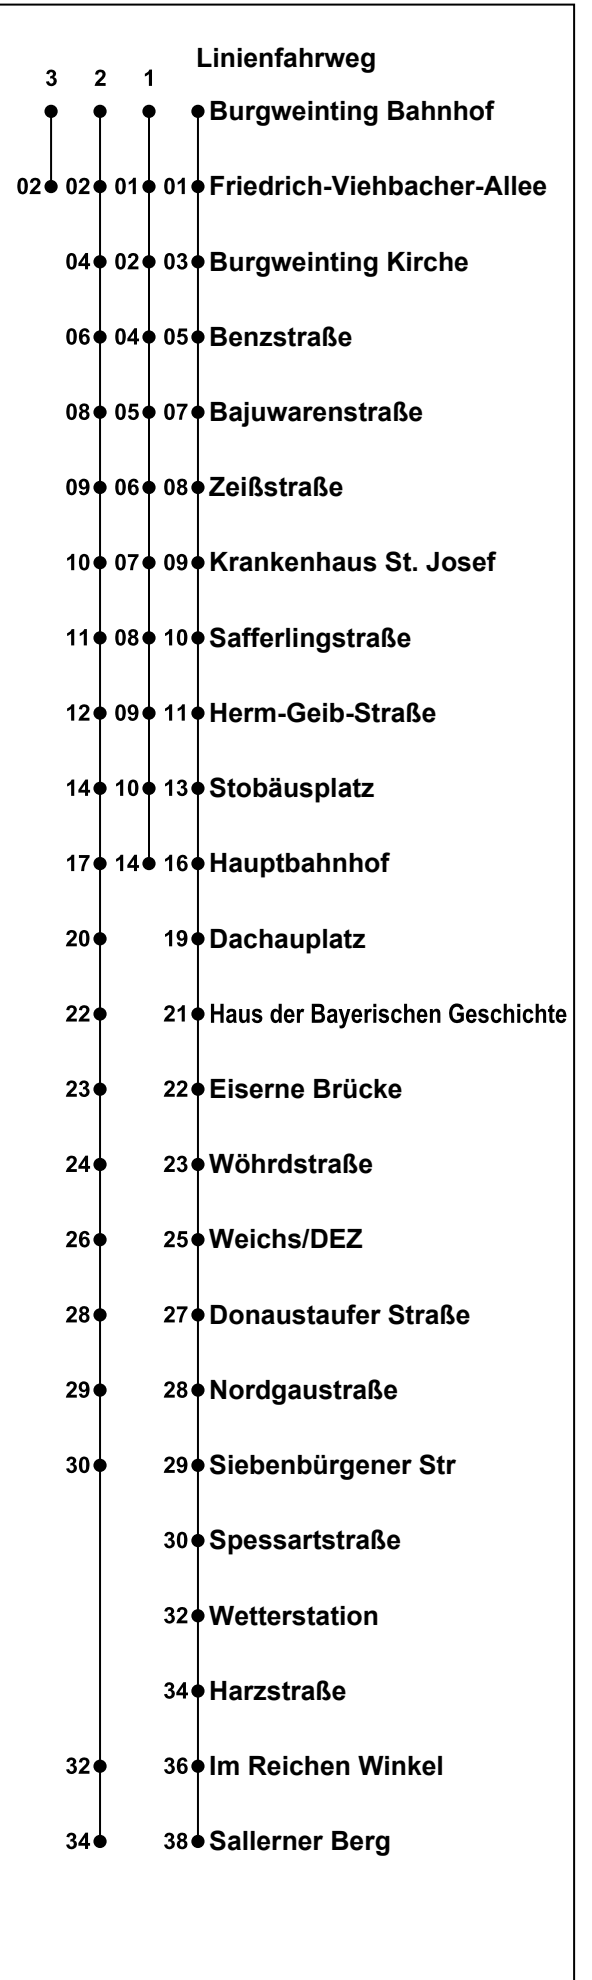 Linienfahrweg
3 2 1
Burgweinting Bahnhof
02 02 01 01 Friedrich-Viehbacher-Allee
04 02 03 Burgweinting Kirche
06 04 05 Benzstraße
08 05 07 Bajuwarenstraße
09 06 08 Zeißstraße
10 07 09 Krankenhaus St. Josef
11 08 10 Safferlingstraße
12 09 11 Herm-Geib-Straße
14 10 13 Stobäusplatz
17 14 16 Hauptbahnhof
20 19 Dachauplatz
22 21 Haus der Bayerischen Geschichte
23 22 Eiserne Brücke
24 23 Wöhrdstraße
26 25 Weichs/DEZ
28 27 Donaustaufer Straße
29 28 Nordgaustraße
30 29 Siebenbürgener Str
30 Spessartstraße
32 Wetterstation
34 Harzstraße
32 36 Im Reichen Winkel
34 38 Sallerner Berg